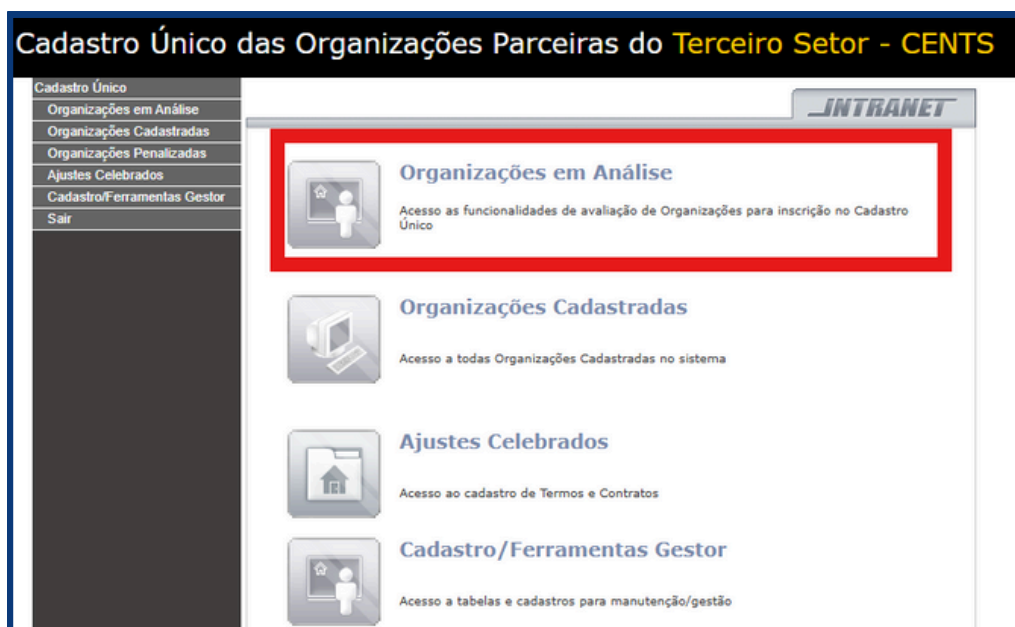 Cadastro Único das Organizações Parceiras do Terceiro Setor - CENTS
Cadastro Único
Organizações em Análise
Organizações Cadastradas
Organizações Penalizadas
Ajustes Celebrados
Cadastro/Ferramentas Gestor
Sair
INTRANET
Organizações em Análise
Acesso as funcionalidades de avaliação de Organizações para inscrição no Cadastro
Único
Organizações Cadastradas
Acesso a todas Organizações Cadastradas no sistema
Ajustes Celebrados
Acesso ao cadastro de Termos e Contratos
Cadastro/Ferramentas Gestor
Acesso a tabelas e cadastros para manutenção/gestão